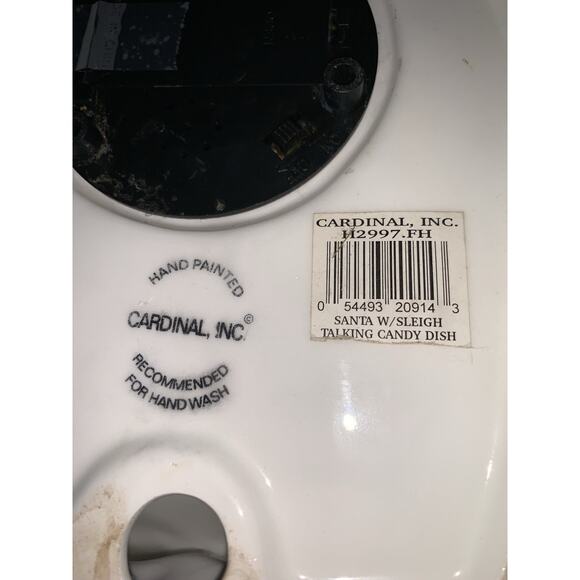 HAND PAINTED
CARDINAL, INC.©
RECOMMENDED
FOR HAND WASH
CARDINAL, INC.
H2997.FH
0 54493 20914 3
SANTA W/SLEIGH
TALKING CANDY DISH